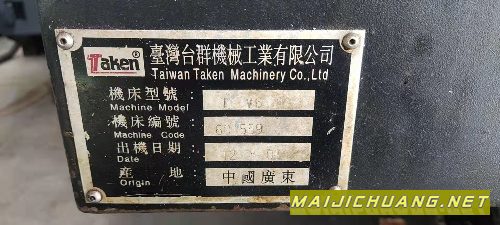 Taken®
臺灣台群機械工業有限公司
Taiwan Taken Machinery Co.,Ltd
機床型號:
Machine Model
機床编號:
Machine Code
出機日期:
Date
産地:
Origin
中國廣東
MAIJICHUANG.NET